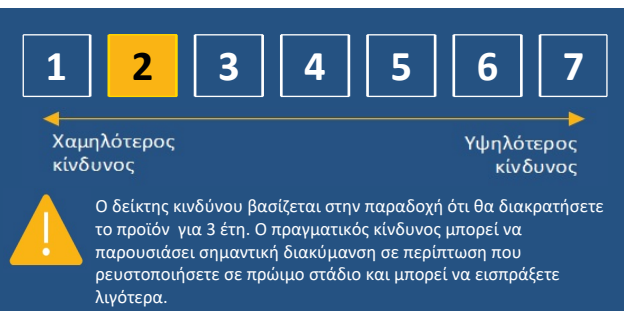 1 2 3 4 5 6 7
Χαμηλότερος Υψηλότερος
κίνδυνος κίνδυνος
Ο δείκτης κινδύνου βασίζεται στην παραδοχή ότι θα διακρατήσετε
το προϊόν για 3 έτη. Ο πραγματικός κίνδυνος μπορεί να
παρουσιάσει σημαντική διακύμανση σε περίπτωση που
ρευστοποιήσετε σε πρώιμο στάδιο και μπορεί να εισπράξετε
λιγότερα.